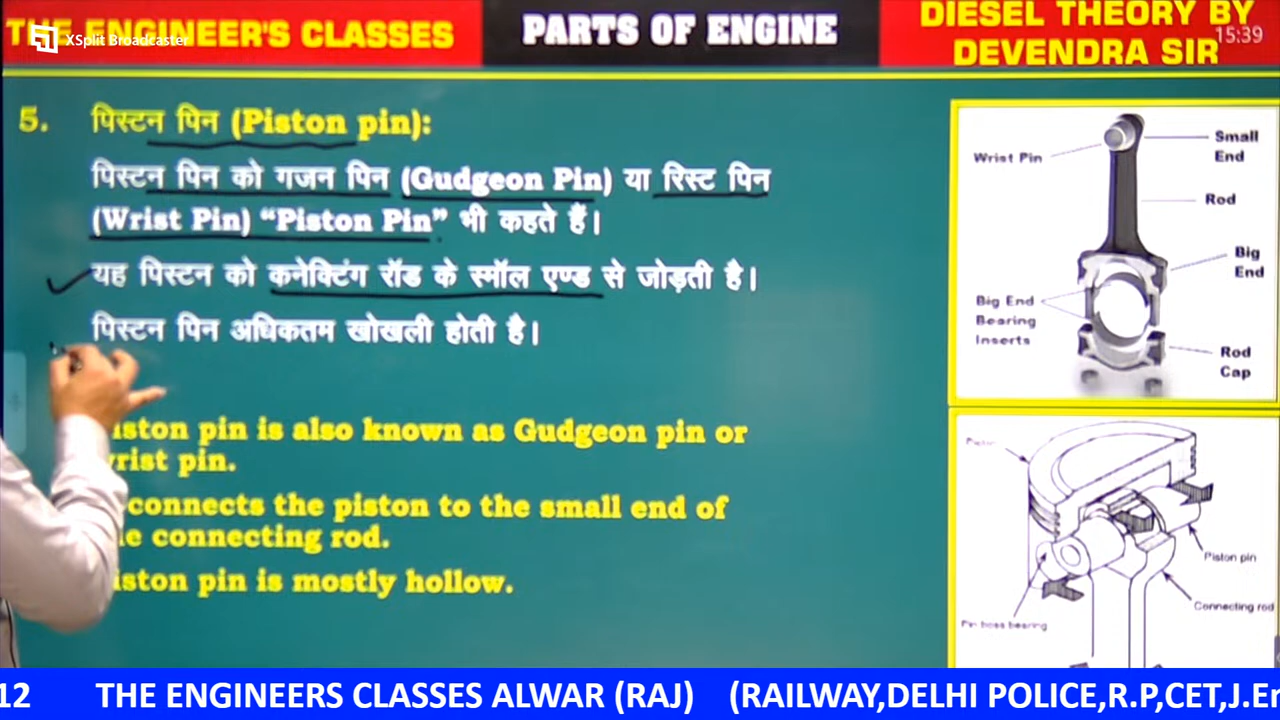 THE ENGINEER'S CLASSES
XSplit Broadcaster
PARTS OF ENGINE
DIESEL THEORY BY
DEVENDRA SIR
15:39
5. पिस्टन पिन (Piston pin):
पिस्टन पिन को गजन पिन (Gudgeon Pin) या रिस्ट पिन
(Wrist Pin) “Piston Pin” भी कहते हैं।
यह पिस्टन को कनेक्टिंग रॉड के स्मॉल एण्ड से जोड़ती है।
पिस्टन पिन अधिकतम खोखली होती है।
pin is also known as Gudgeon pin or
pin.
connects the piston to the small end of
connecting rod.
pin is mostly hollow.
Wrist Pin
Small
End
Rod
Big
End
Big End
Bearing
Inserts
Rod
Cap
Piston pin
Connecting rod
Pin boss bearing
12 THE ENGINEERS CLASSES ALWAR (RAJ) (RAILWAY,DELHI POLICE,R.P,CET,J.En